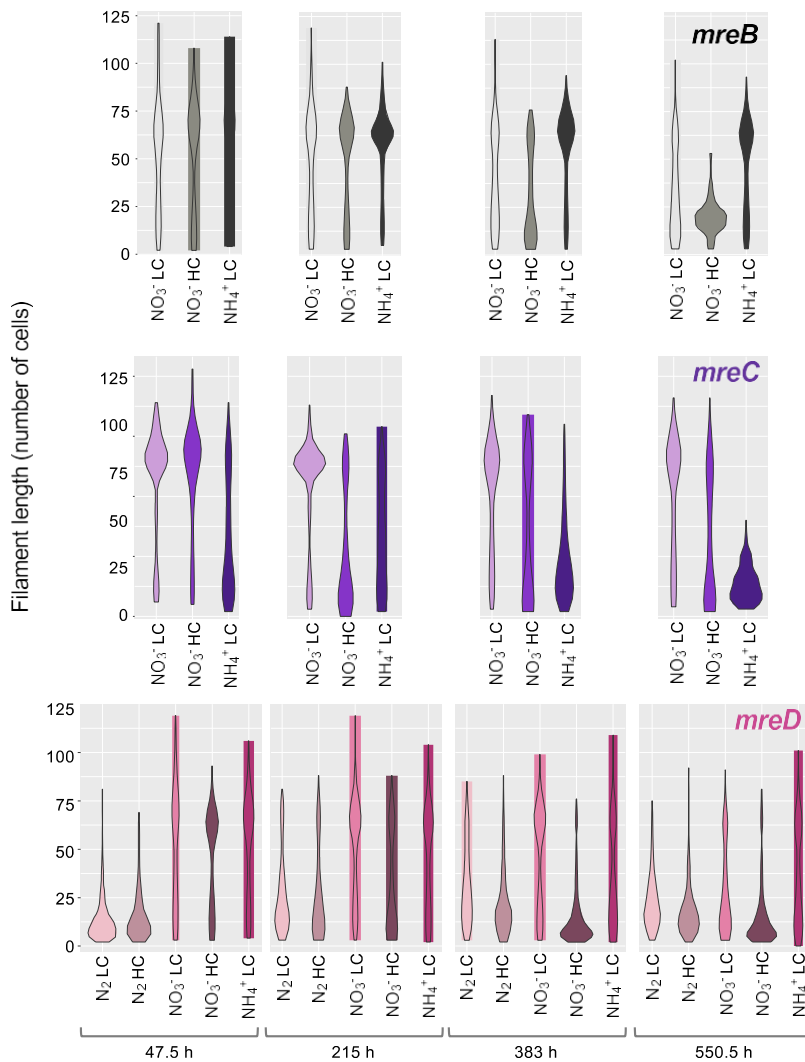 Filament length (number of cells)
mreB
125
100
75
50
25
0
NO₃⁻ LC
NO₃⁻ HC
NH₄⁺ LC
NO₃⁻ LC
NO₃⁻ HC
NH₄⁺ LC
NO₃⁻ LC
NO₃⁻ HC
NH₄⁺ LC
NO₃⁻ LC
NO₃⁻ HC
NH₄⁺ LC
mreC
125
100
75
50
25
0
NO₃⁻ LC
NO₃⁻ HC
NH₄⁺ LC
NO₃⁻ LC
NO₃⁻ HC
NH₄⁺ LC
NO₃⁻ LC
NO₃⁻ HC
NH₄⁺ LC
NO₃⁻ LC
NO₃⁻ HC
NH₄⁺ LC
mreD
125
100
75
50
25
0
N₂ LC
N₂ HC
NO₃⁻ LC
NO₃⁻ HC
NH₄⁺ LC
N₂ LC
N₂ HC
NO₃⁻ LC
NO₃⁻ HC
NH₄⁺ LC
N₂ LC
N₂ HC
NO₃⁻ LC
NO₃⁻ HC
NH₄⁺ LC
N₂ LC
N₂ HC
NO₃⁻ LC
NO₃⁻ HC
NH₄⁺ LC
47.5 h
215 h
383 h
550.5 h